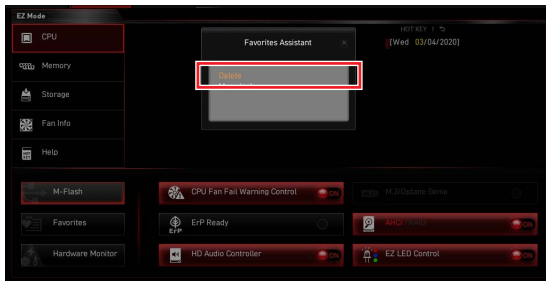 EZ Mode
CPU
Memory
Storage
Fan Info
Help
Favorites Assistant ×
Delete
HOT KEY | ⮌
[Wed 03/04/2020]
M-Flash
Favorites
Hardware Monitor
CPU Fan Fail Warning Control ON
ErP Ready
ErP
HD Audio Controller ON
M.2/Optane Genie
AHCI / RAID ON
EZ LED Control ON